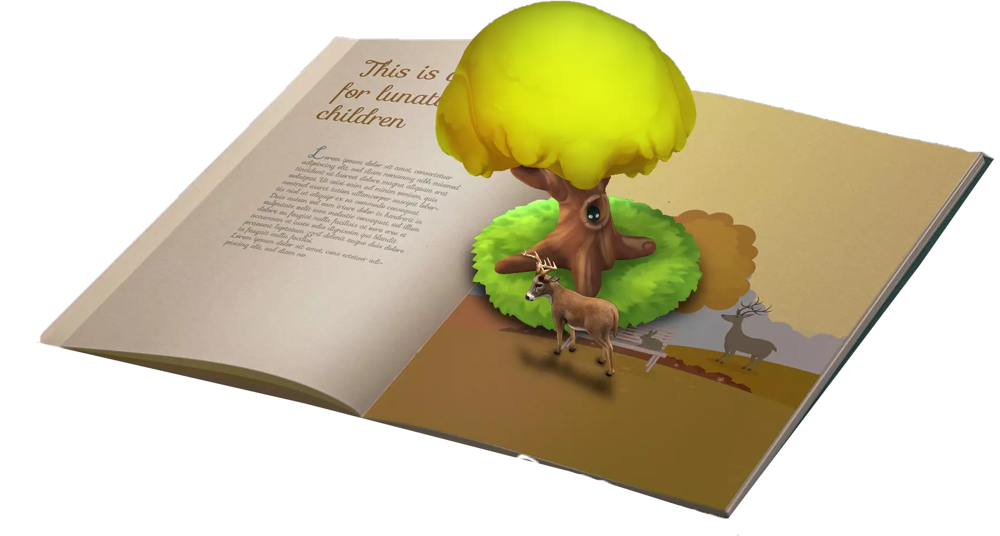 This is
for lunat
children
Lorem ipsum dolor sit amet, consectetuer
adipiscing elit, sed diam nonummy nibh euismod
tincidunt ut laoreet dolore magna aliquam erat
volutpat. Ut wisi enim ad minim veniam, quis
nostrud exerci tation ullamcorper suscipit lobor-
tis nisl ut aliquip ex ea commodo consequat.
Duis autem vel eum iriure dolor in hendrerit in
vulputate velit esse molestie consequat, vel illum
dolore eu feugiat nulla facilisis at vero eros et
accumsan et iusto odio dignissim qui blandit
praesent luptatum zzril delenit augue duis dolore
te feugait nulla facilisi.
Lorem ipsum dolor sit amet, cons ectetuer adi-
piscing elit, sed diam no